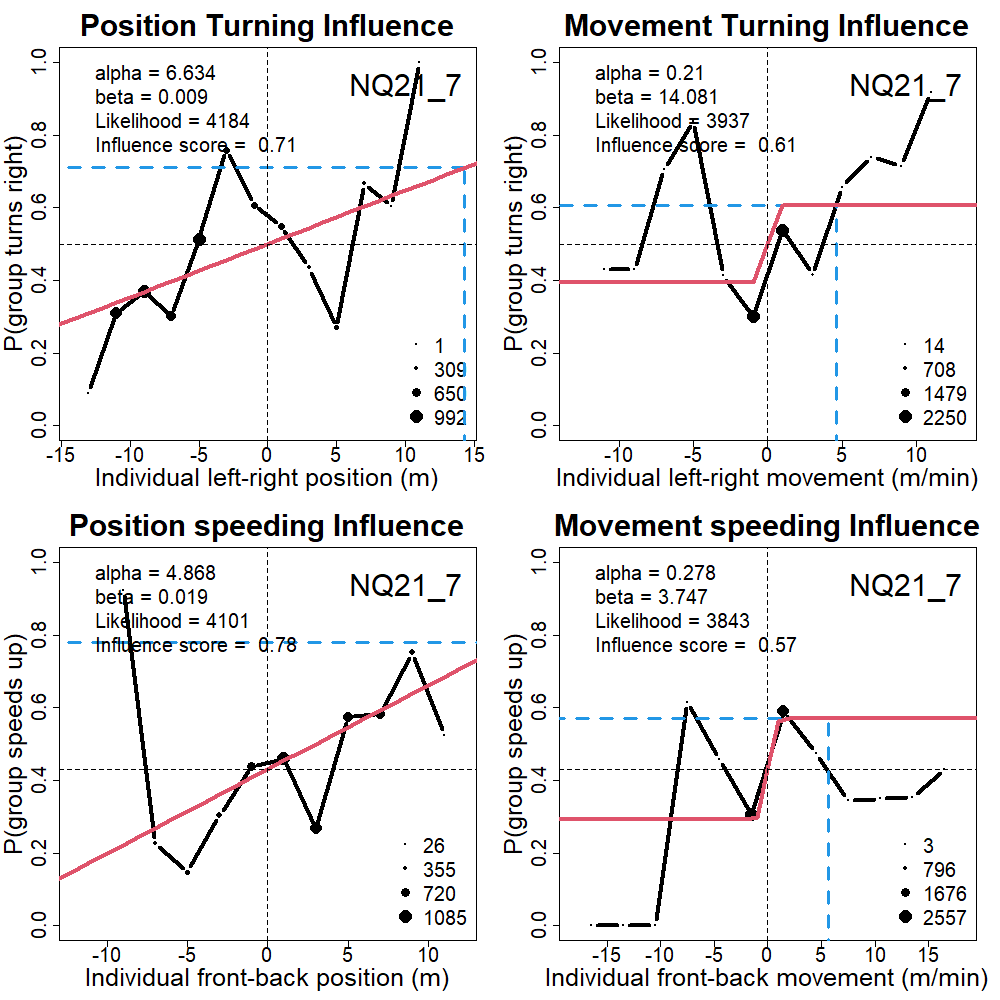 Position Turning Influence
alpha = 6.634
beta = 0.009
Likelihood = 4184
Influence score = 0.71
NQ21_7
P(group turns right)
0.0 0.2 0.4 0.6 0.8 1.0
1
309
650
992
-15 -10 -5 0 5 10 15
Individual left-right position (m)
Movement Turning Influence
alpha = 0.21
beta = 14.081
Likelihood = 3937
Influence score = 0.61
NQ21_7
P(group turns right)
0.0 0.2 0.4 0.6 0.8 1.0
14
708
1479
2250
-10 -5 0 5 10
Individual left-right movement (m/min)
Position speeding Influence
alpha = 4.868
beta = 0.019
Likelihood = 4101
Influence score = 0.78
NQ21_7
P(group speeds up)
0.0 0.2 0.4 0.6 0.8 1.0
26
355
720
1085
-10 -5 0 5 10
Individual front-back position (m)
Movement speeding Influence
alpha = 0.278
beta = 3.747
Likelihood = 3843
Influence score = 0.57
NQ21_7
P(group speeds up)
0.0 0.2 0.4 0.6 0.8 1.0
3
796
1676
2557
-15 -10 -5 0 5 10 15
Individual front-back movement (m/min)